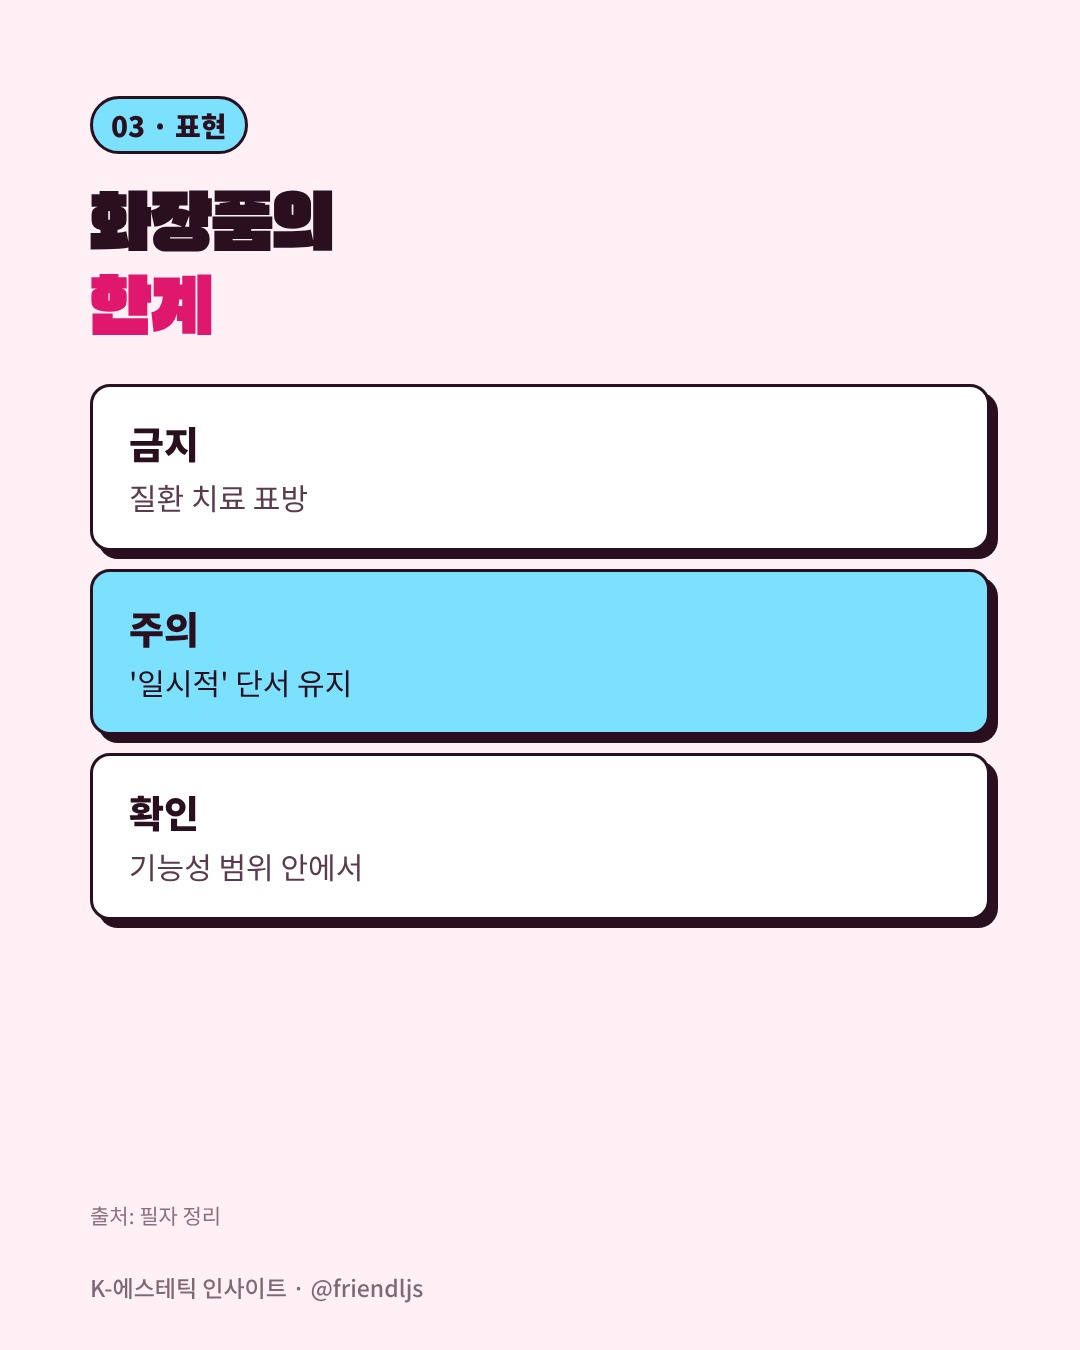 03 · 표현
화장품의
한계
금지
질환 치료 표방
주의
'일시적' 단서 유지
확인
기능성 범위 안에서
출처: 필자 정리
K-에스테틱 인사이트 · @friendljs